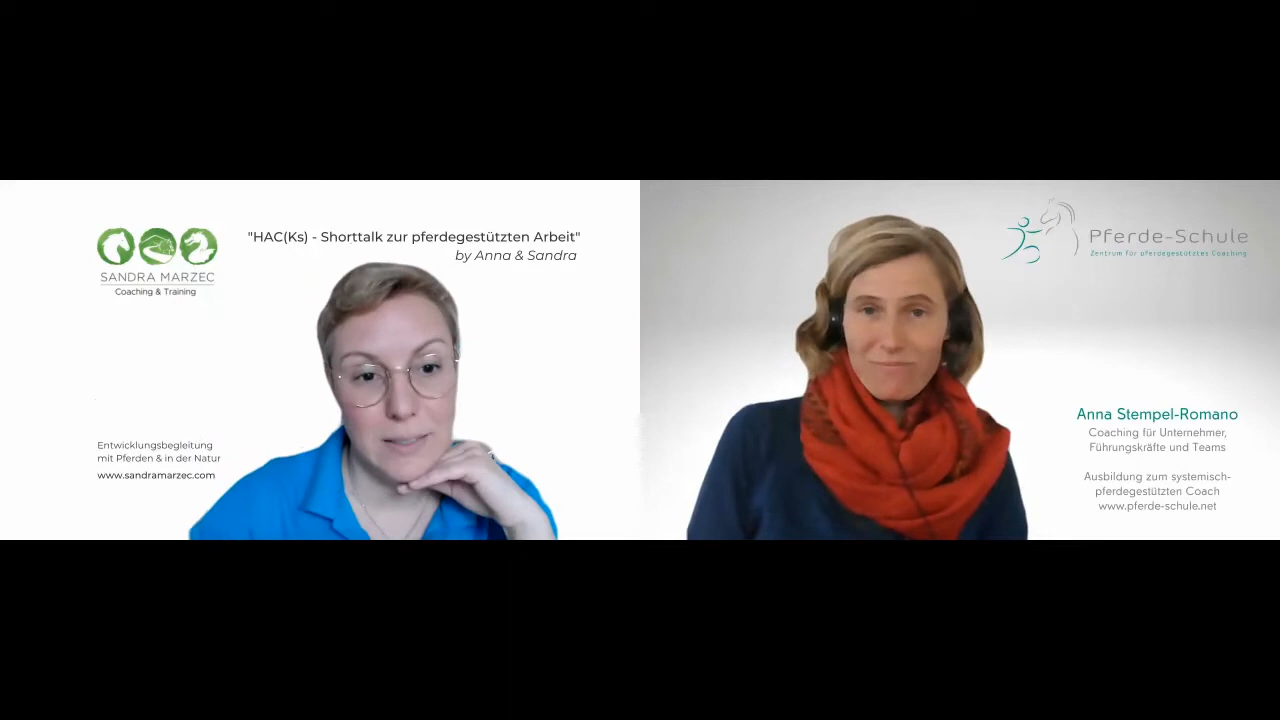 "HAC(Ks) - Shorttalk zur pferdegestützten Arbeit"
by Anna & Sandra
SANDRA MARZEC
Coaching & Training
Entwicklungsbegleitung
mit Pferden & in der Natur
www.sandramarzec.com
Pferde-Schule
Zentrum für pferdegestütztes Coaching
Anna Stempel-Romano
Coaching für Unternehmer,
Führungskräfte und Teams
Ausbildung zum systemisch-
pferdegestützten Coach
www.pferde-schule.net